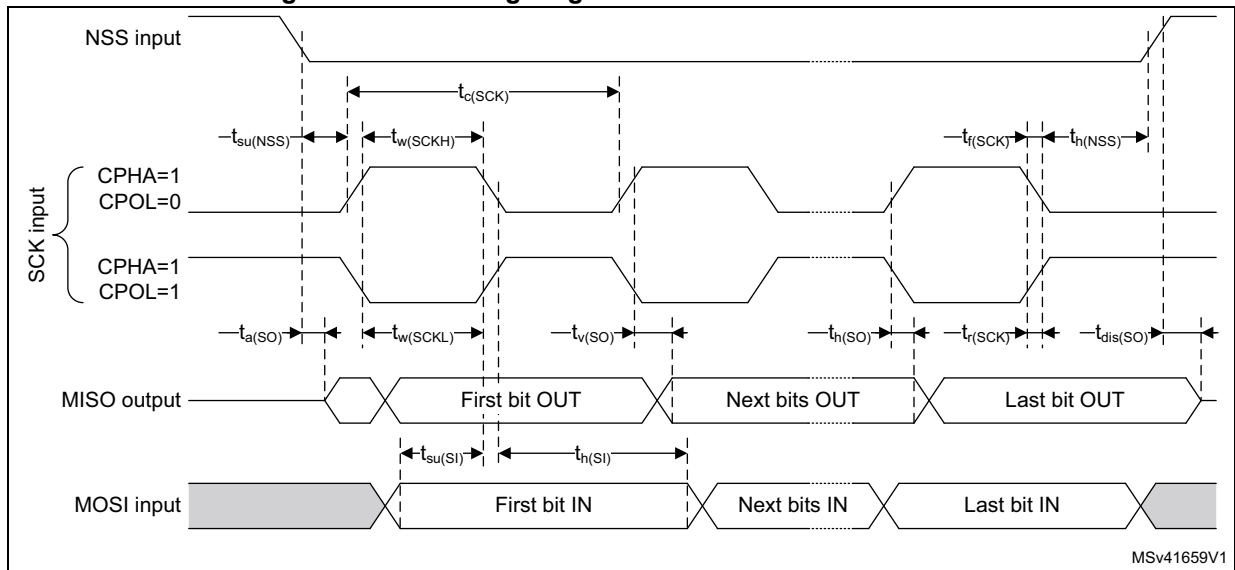 NSS input
tc(SCK)
tsu(NSS)
tw(SCKH)
tf(SCK)
th(NSS)
SCK input
CPHA=1
CPOL=0
CPHA=1
CPOL=1
ta(SO)
tw(SCKL)
tv(SO)
th(SO)
tr(SCK)
tdis(SO)
MISO output
First bit OUT
Next bits OUT
Last bit OUT
tsu(SI)
th(SI)
MOSI input
First bit IN
Next bits IN
Last bit IN
MSv41659V1